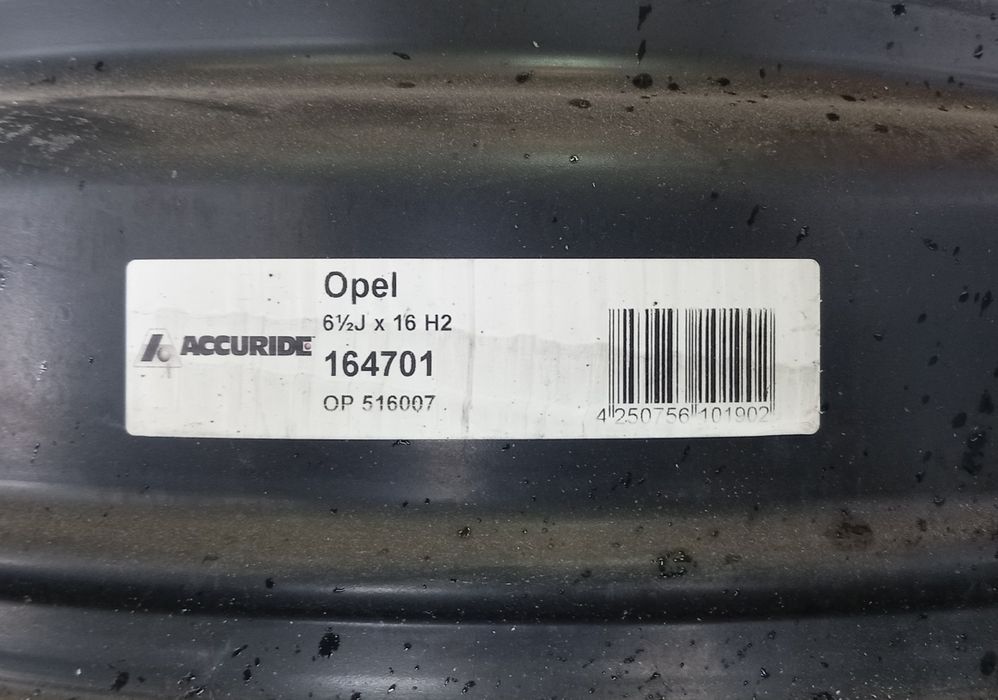 ACCURIDE
Opel
6½J x 16 H2
164701
OP 516007
4 250756 101902